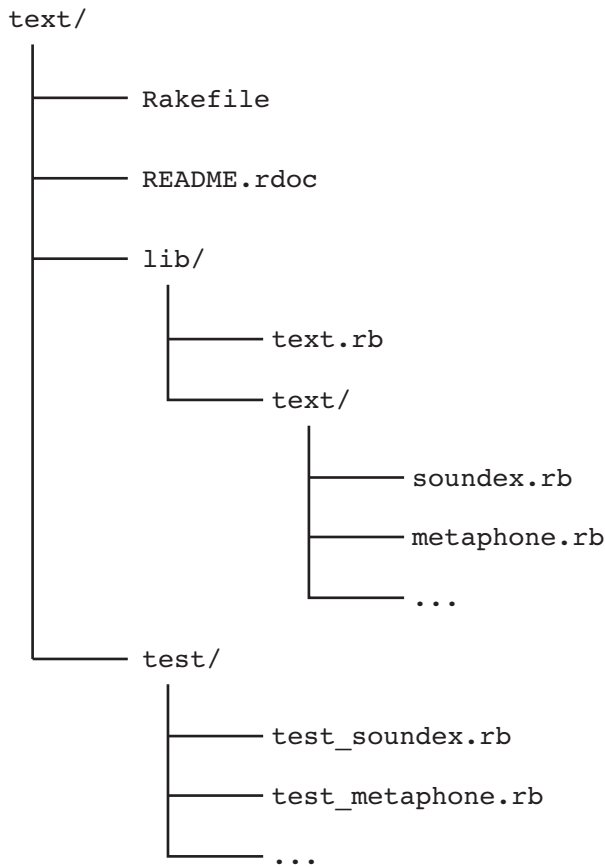 text/
Rakefile
README.rdoc
lib/
text.rb
text/
soundex.rb
metaphone.rb
...
test/
test_soundex.rb
test_metaphone.rb
...